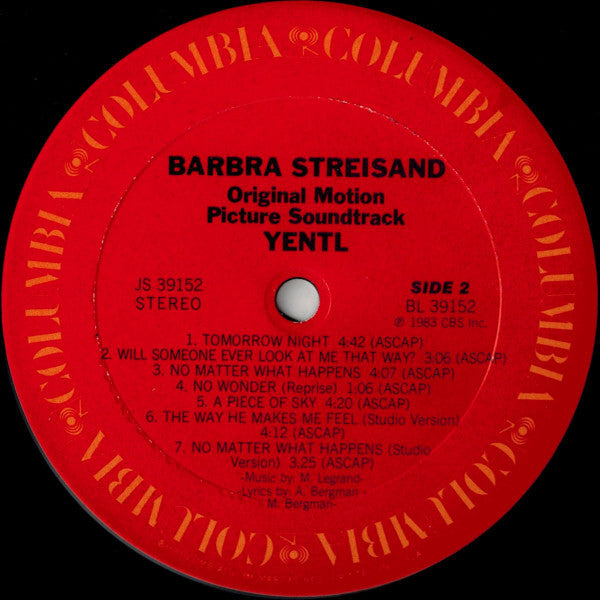 COLUMBIA COLUMBIA COLUMBIA COLUMBIA COLUMBIA COLUMBIA
BARBRA STREISAND
Original Motion
Picture Soundtrack
YENTL
JS 39152
STEREO
SIDE 2
BL 39152
℗ 1983 CBS Inc.
1. TOMORROW NIGHT 4:42 (ASCAP)
2. WILL SOMEONE EVER LOOK AT ME THAT WAY? 3:06 (ASCAP)
3. NO MATTER WHAT HAPPENS 4:07 (ASCAP)
4. NO WONDER (Reprise) 1:06 (ASCAP)
5. A PIECE OF SKY 4:20 (ASCAP)
6. THE WAY HE MAKES ME FEEL (Studio Version)
4:12 (ASCAP)
7. NO MATTER WHAT HAPPENS (Studio
Version) 3:25 (ASCAP)
-Music by: M. Legrand-
-Lyrics by: A. Bergman -
M. Bergman-